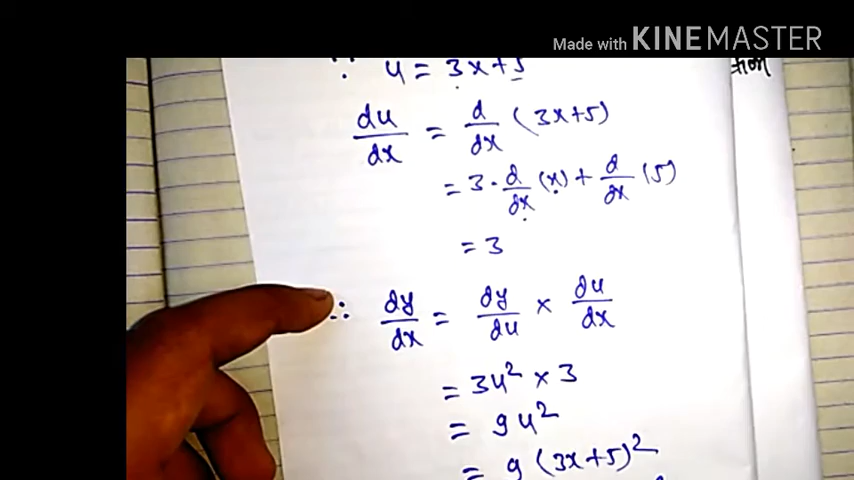 Made with KINEMASTER
∵ u = 3x+5
du/dx = d/dx (3x+5)
= 3 · d/dx (x) + d/dx (5)
= 3
∴ dy/dx = dy/du × du/dx
= 3u² × 3
= 9u²
= 9 (3x+5)²